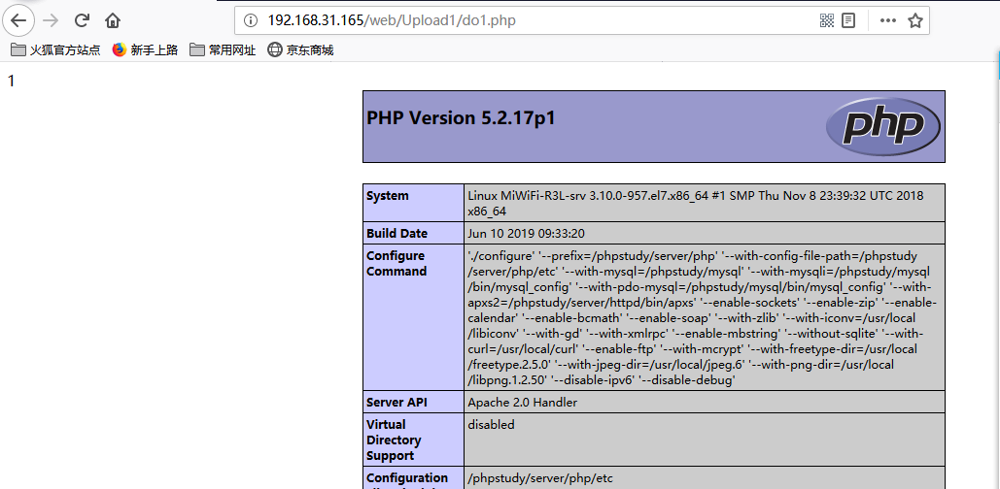 192.168.31.165/web/Upload1/do1.php
火狐官方站点 新手上路 常用网址 京东商城
1
PHP Version 5.2.17p1
php
System Linux MiWiFi-R3L-srv 3.10.0-957.el7.x86_64 #1 SMP Thu Nov 8 23:39:32 UTC 2018
x86_64
Build Date Jun 10 2019 09:33:20
Configure './configure' '--prefix=/phpstudy/server/php' '--with-config-file-path=/phpstudy
Command /server/php/etc' '--with-mysql=/phpstudy/mysql' '--with-mysqli=/phpstudy/mysql
/bin/mysql_config' '--with-pdo-mysql=/phpstudy/mysql/bin/mysql_config' '--with-
apxs2=/phpstudy/server/httpd/bin/apxs' '--enable-sockets' '--enable-zip' '--enable-
calendar' '--enable-bcmath' '--enable-soap' '--with-zlib' '--with-iconv=/usr/local
/libiconv' '--with-gd' '--with-xmlrpc' '--enable-mbstring' '--without-sqlite' '--with-
curl=/usr/local/curl' '--enable-ftp' '--with-mcrypt' '--with-freetype-dir=/usr/local
/freetype.2.5.0' '--with-jpeg-dir=/usr/local/jpeg.6' '--with-png-dir=/usr/local
/libpng.1.2.50' '--disable-ipv6' '--disable-debug'
Server API Apache 2.0 Handler
Virtual disabled
Directory
Support
Configuration /phpstudy/server/php/etc